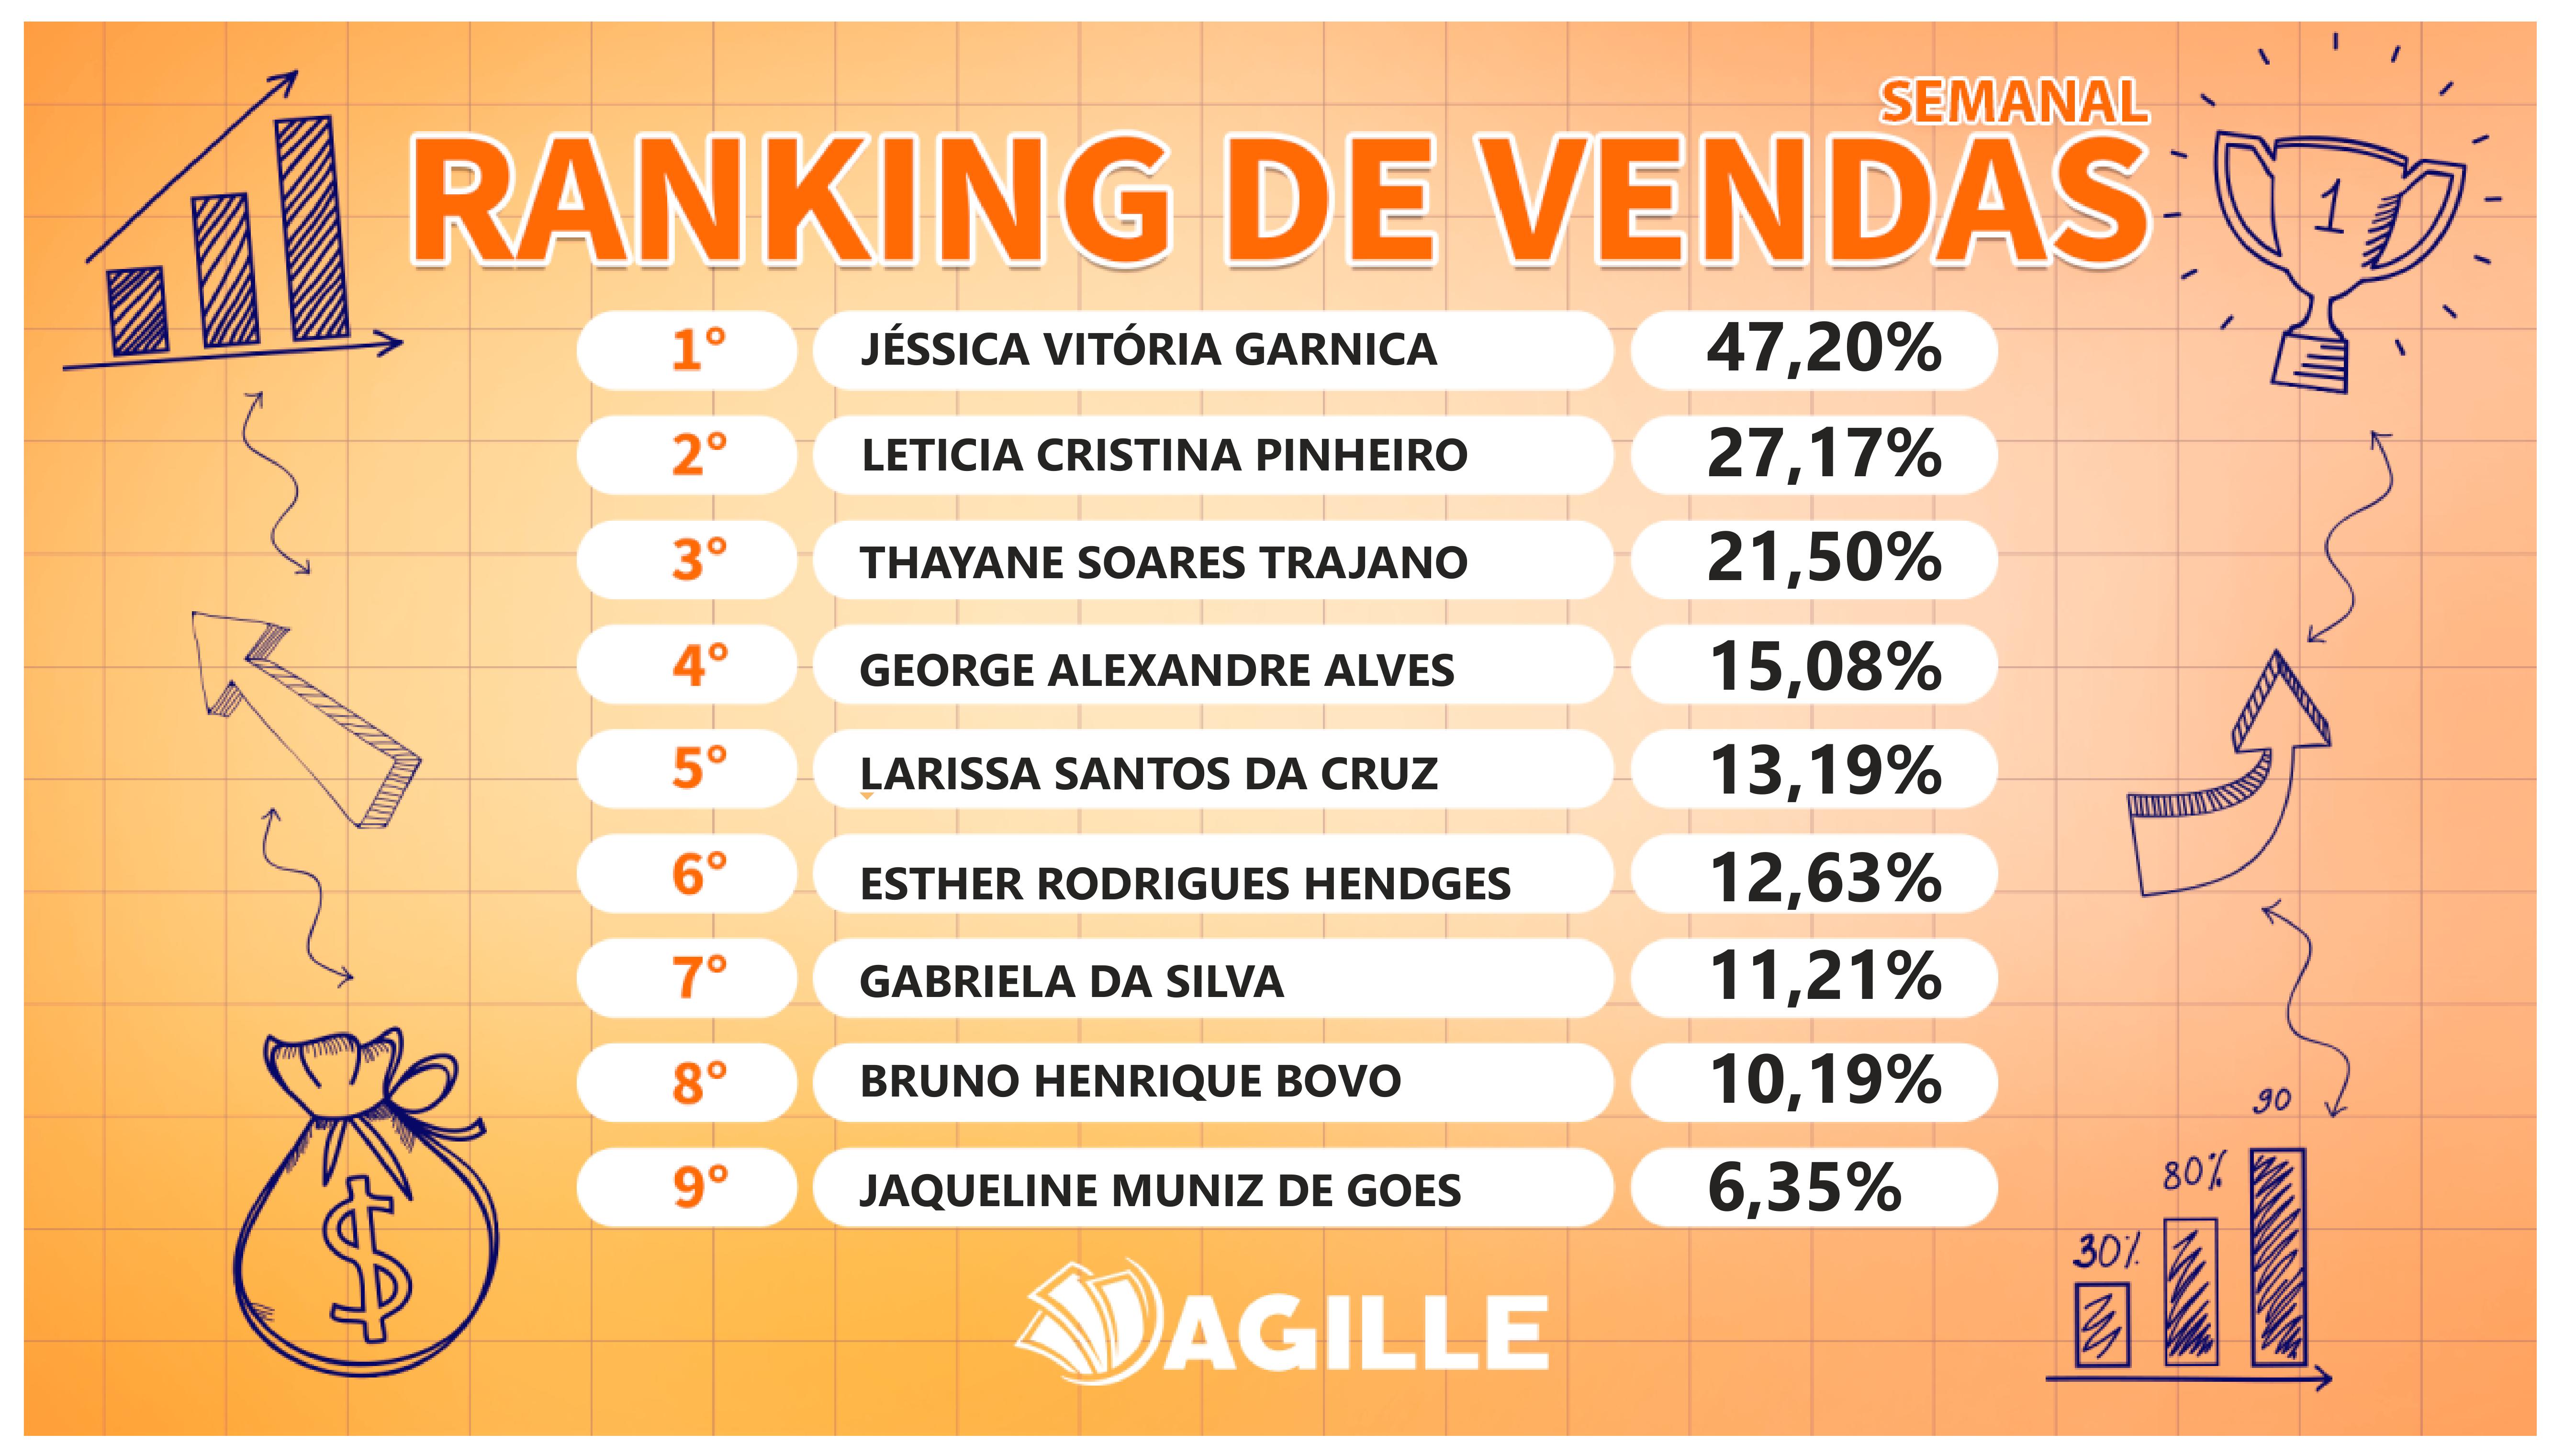 SEMANAL
RANKING DE VENDAS
1
1° JÉSSICA VITÓRIA GARNICA 47,20%
2° LETICIA CRISTINA PINHEIRO 27,17%
3° THAYANE SOARES TRAJANO 21,50%
4° GEORGE ALEXANDRE ALVES 15,08%
5° LARISSA SANTOS DA CRUZ 13,19%
6° ESTHER RODRIGUES HENDGES 12,63%
7° GABRIELA DA SILVA 11,21%
8° BRUNO HENRIQUE BOVO 10,19%
9° JAQUELINE MUNIZ DE GOES 6,35%
90
80%
30%
$
AGILLE